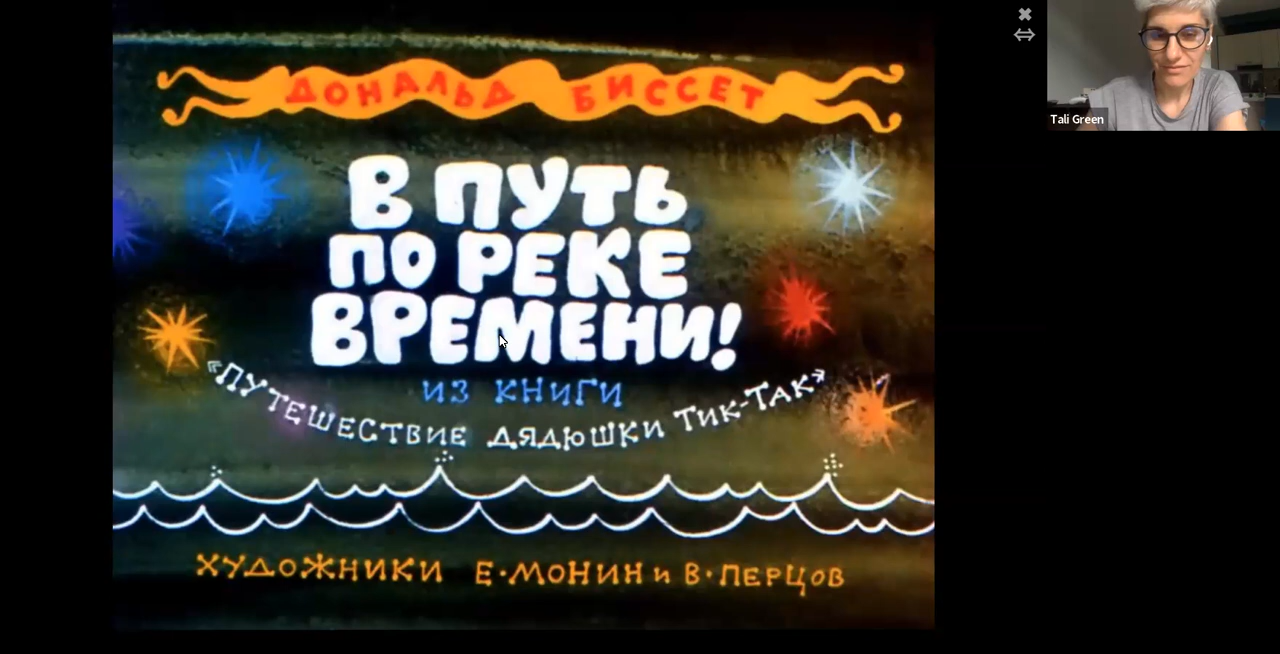 ДОНАЛЬД БИССЕТ
В ПУТЬ
ПО РЕКЕ
ВРЕМЕНИ!
ИЗ КНИГИ
«ПУТЕШЕСТВИЕ ДЯДЮШКИ ТИК-ТАК»
ХУДОЖНИКИ Е·МОНИН и В·ПЕРЦОВ
Tali Green